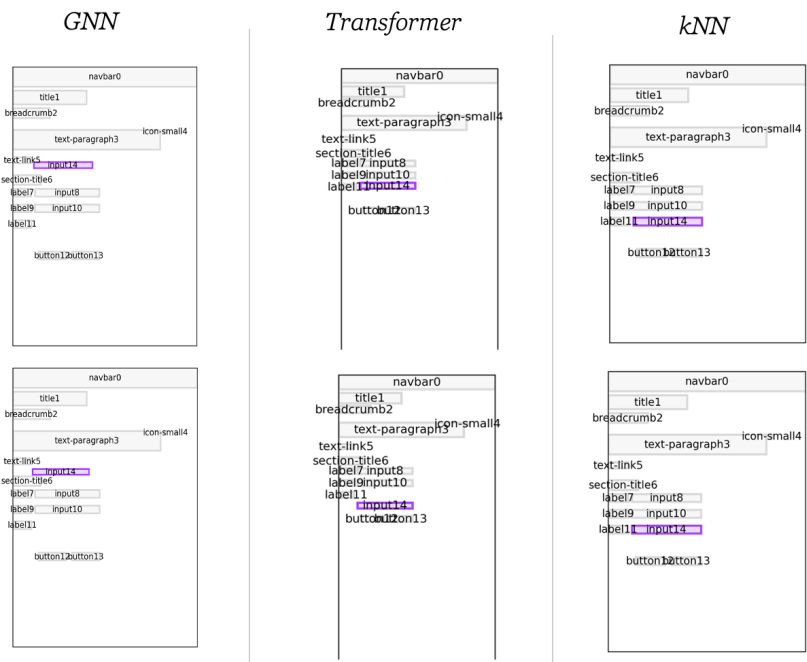 GNN Transformer kNN
navbar0
title1
breadcrumb2
icon-small4
text-paragraph3
text-link5
input14
section-title6
label7 input8
label9 input10
label11
button12 button13
navbar0
title1
breadcrumb2
icon-small4
text-paragraph3
text-link5
section-title6
label7 input8
label9 input10
label11 input14
button12 button13
navbar0
title1
breadcrumb2
icon-small4
text-paragraph3
text-link5
section-title6
label7 input8
label9 input10
label11 input14
button12 button13
navbar0
title1
breadcrumb2
icon-small4
text-paragraph3
text-link5
input14
section-title6
label7 input8
label9 input10
label11
button12 button13
navbar0
title1
breadcrumb2
icon-small4
text-paragraph3
text-link5
section-title6
label7 input8
label9 input10
label11
input14
button12 button13
navbar0
title1
breadcrumb2
icon-small4
text-paragraph3
text-link5
section-title6
label7 input8
label9 input10
label11 input14
button12 button13